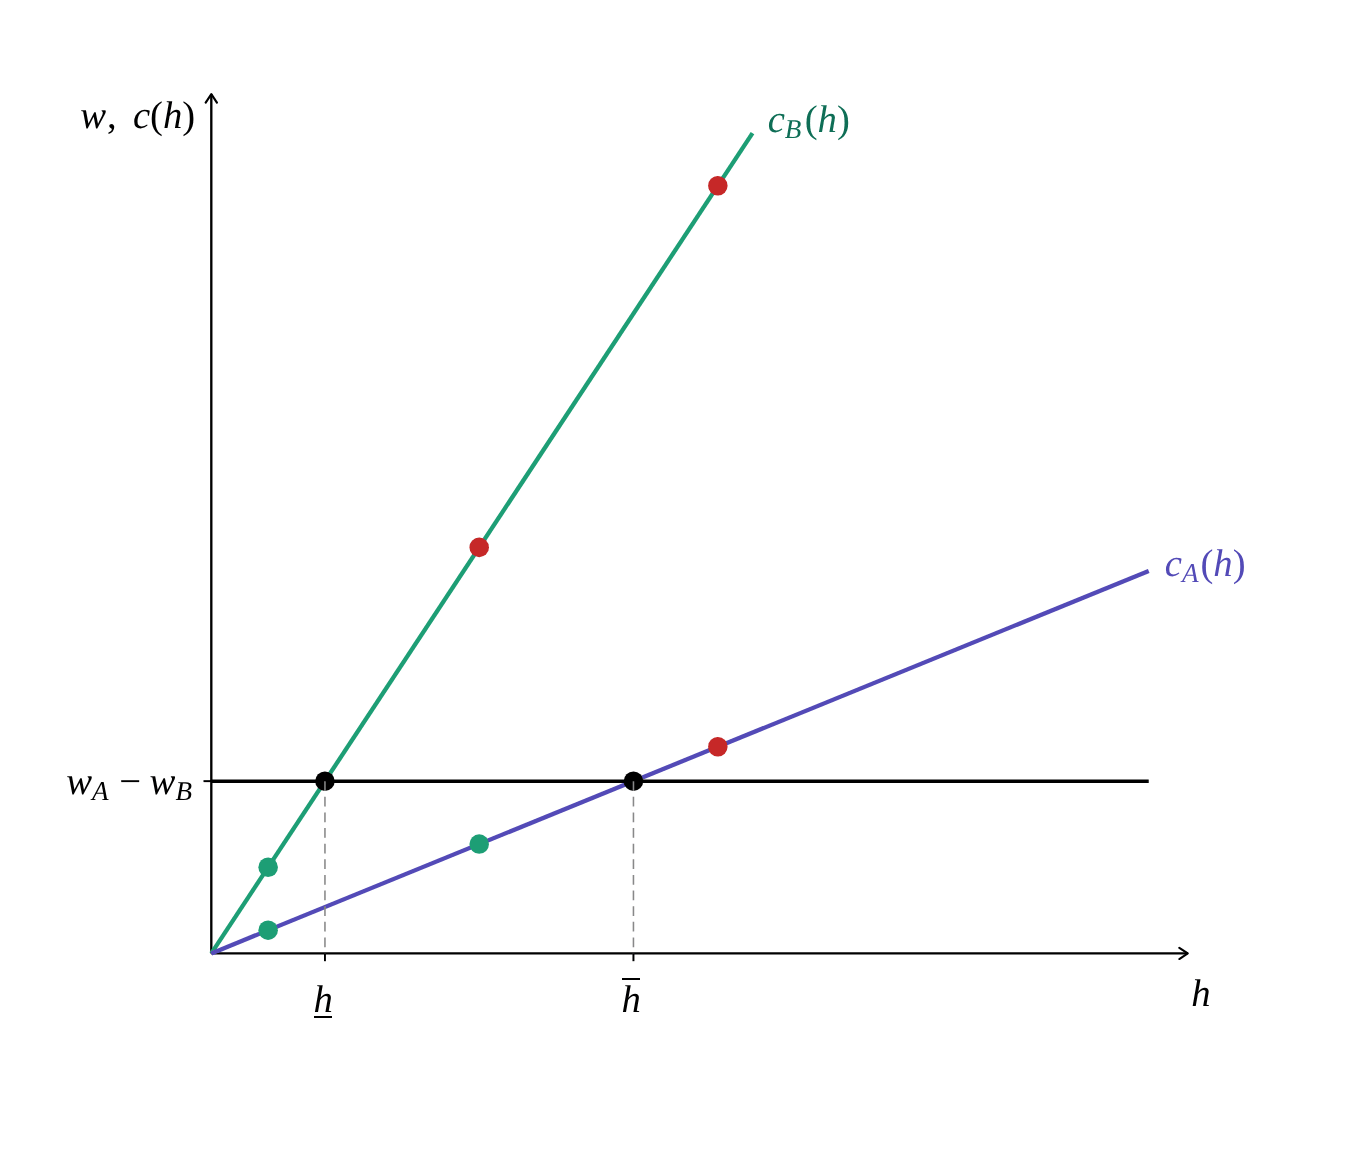 w, c(h)
c_B(h)
c_A(h)
w_A − w_B
h̲
h̅
h